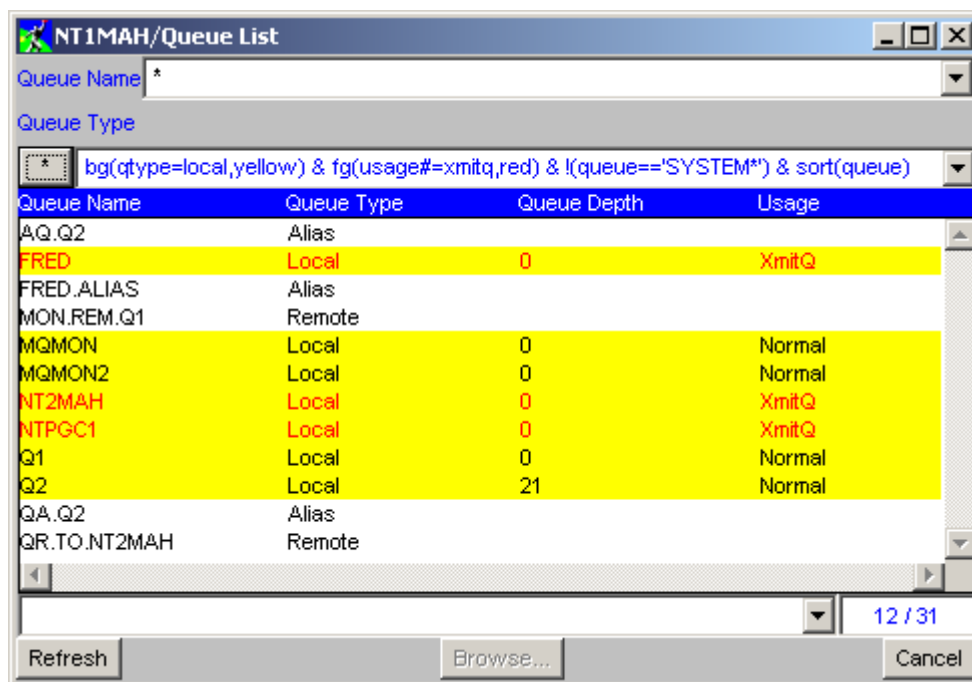 NT1MAH/Queue List
Queue Name *
Queue Type
* bg(qtype=local,yellow) & fg(usage#=xmitq,red) & !(queue=='SYSTEM*') & sort(queue)
Queue Name Queue Type Queue Depth Usage
AQ.Q2 Alias
FRED Local 0 XmitQ
FRED.ALIAS Alias
MON.REM.Q1 Remote
MQMON Local 0 Normal
MQMON2 Local 0 Normal
NT2MAH Local 0 XmitQ
NTPGC1 Local 0 XmitQ
Q1 Local 0 Normal
Q2 Local 21 Normal
QA.Q2 Alias
QR.TO.NT2MAH Remote
12 / 31
Refresh Browse... Cancel